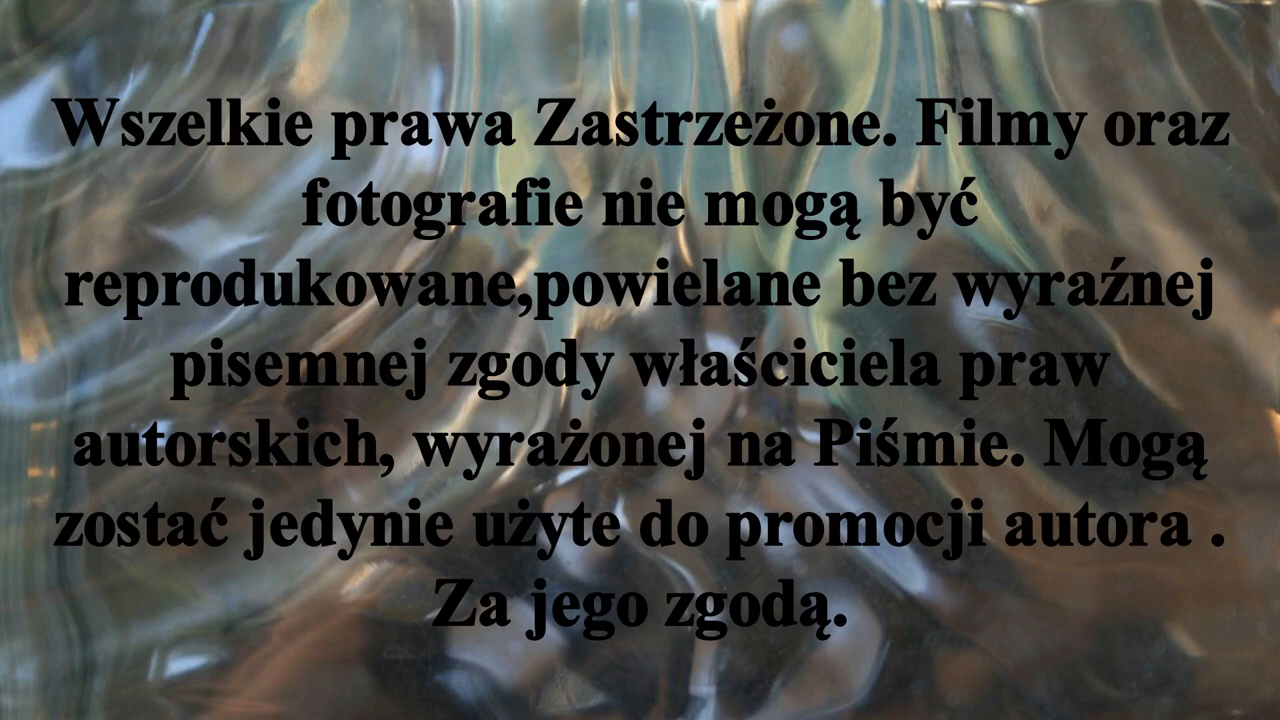 Wszelkie prawa Zastrzeżone. Filmy oraz
fotografie nie mogą być
reprodukowane,powielane bez wyraźnej
pisemnej zgody właściciela praw
autorskich, wyrażonej na Piśmie. Mogą
zostać jedynie użyte do promocji autora .
Za jego zgodą.